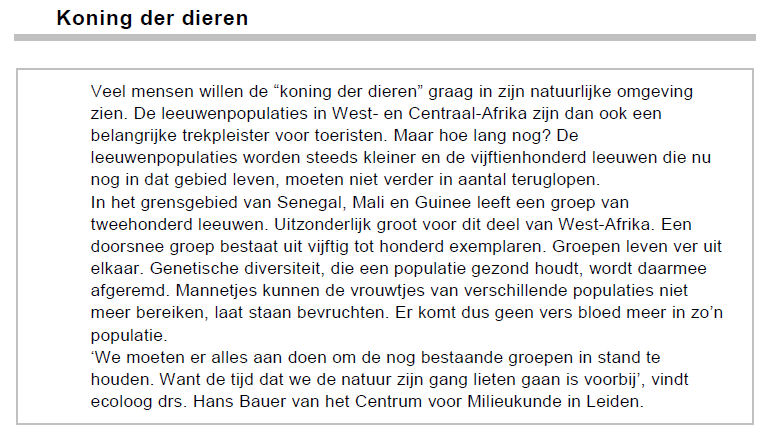 Koning der dieren
Veel mensen willen de “koning der dieren” graag in zijn natuurlijke omgeving
zien. De leeuwenpopulaties in West- en Centraal-Afrika zijn dan ook een
belangrijke trekpleister voor toeristen. Maar hoe lang nog? De
leeuwenpopulaties worden steeds kleiner en de vijftienhonderd leeuwen die nu
nog in dat gebied leven, moeten niet verder in aantal teruglopen.
In het grensgebied van Senegal, Mali en Guinee leeft een groep van
tweehonderd leeuwen. Uitzonderlijk groot voor dit deel van West-Afrika. Een
doorsnee groep bestaat uit vijftig tot honderd exemplaren. Groepen leven ver uit
elkaar. Genetische diversiteit, die een populatie gezond houdt, wordt daarmee
afgeremd. Mannetjes kunnen de vrouwtjes van verschillende populaties niet
meer bereiken, laat staan bevruchten. Er komt dus geen vers bloed meer in zo’n
populatie.
‘We moeten er alles aan doen om de nog bestaande groepen in stand te
houden. Want de tijd dat we de natuur zijn gang lieten gaan is voorbij’, vindt
ecoloog drs. Hans Bauer van het Centrum voor Milieukunde in Leiden.